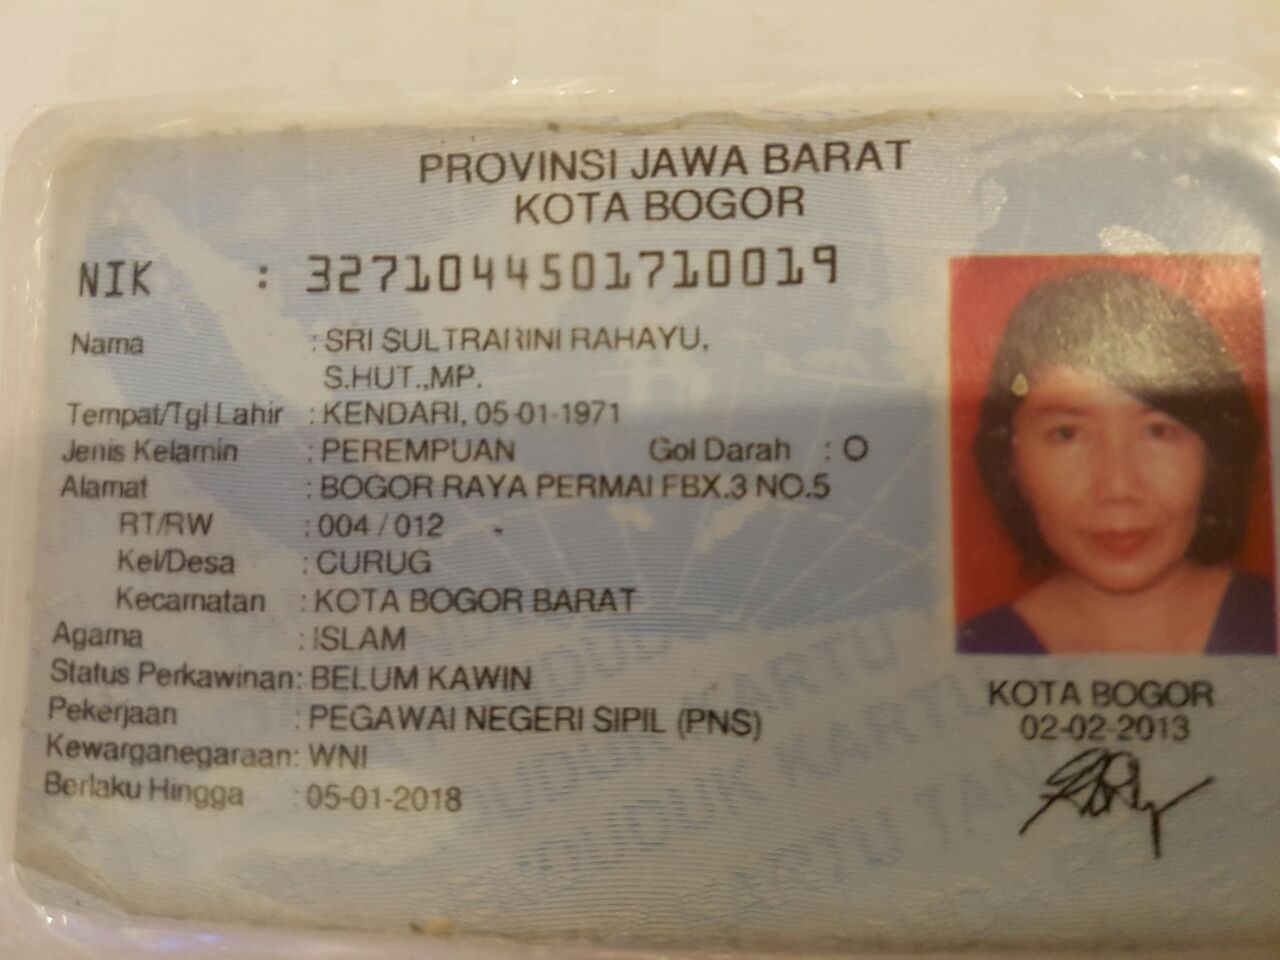 PROVINSI JAWA BARAT
KOTA BOGOR
NIK : 3271044501710019
Nama : SRI SULTRARINI RAHAYU,
S.HUT.,MP.
Tempat/Tgl Lahir : KENDARI, 05-01-1971
Jenis Kelamin : PEREMPUAN Gol Darah : O
Alamat : BOGOR RAYA PERMAI FBX.3 NO.5
RT/RW : 004 / 012
Kel/Desa : CURUG
Kecamatan : KOTA BOGOR BARAT
Agama : ISLAM
Status Perkawinan: BELUM KAWIN
Pekerjaan : PEGAWAI NEGERI SIPIL (PNS)
Kewarganegaraan: WNI
Berlaku Hingga : 05-01-2018
KOTA BOGOR
02-02-2013